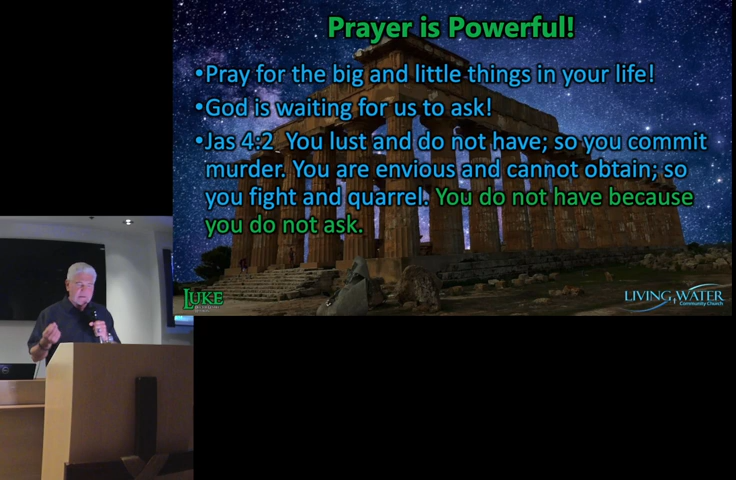 Prayer is Powerful!
•Pray for the big and little things in your life!
•God is waiting for us to ask!
•Jas 4:2  You lust and do not have; so you commit
murder. You are envious and cannot obtain; so
you fight and quarrel. You do not have because
you do not ask.
LUKE
LIVING WATER
Community Church